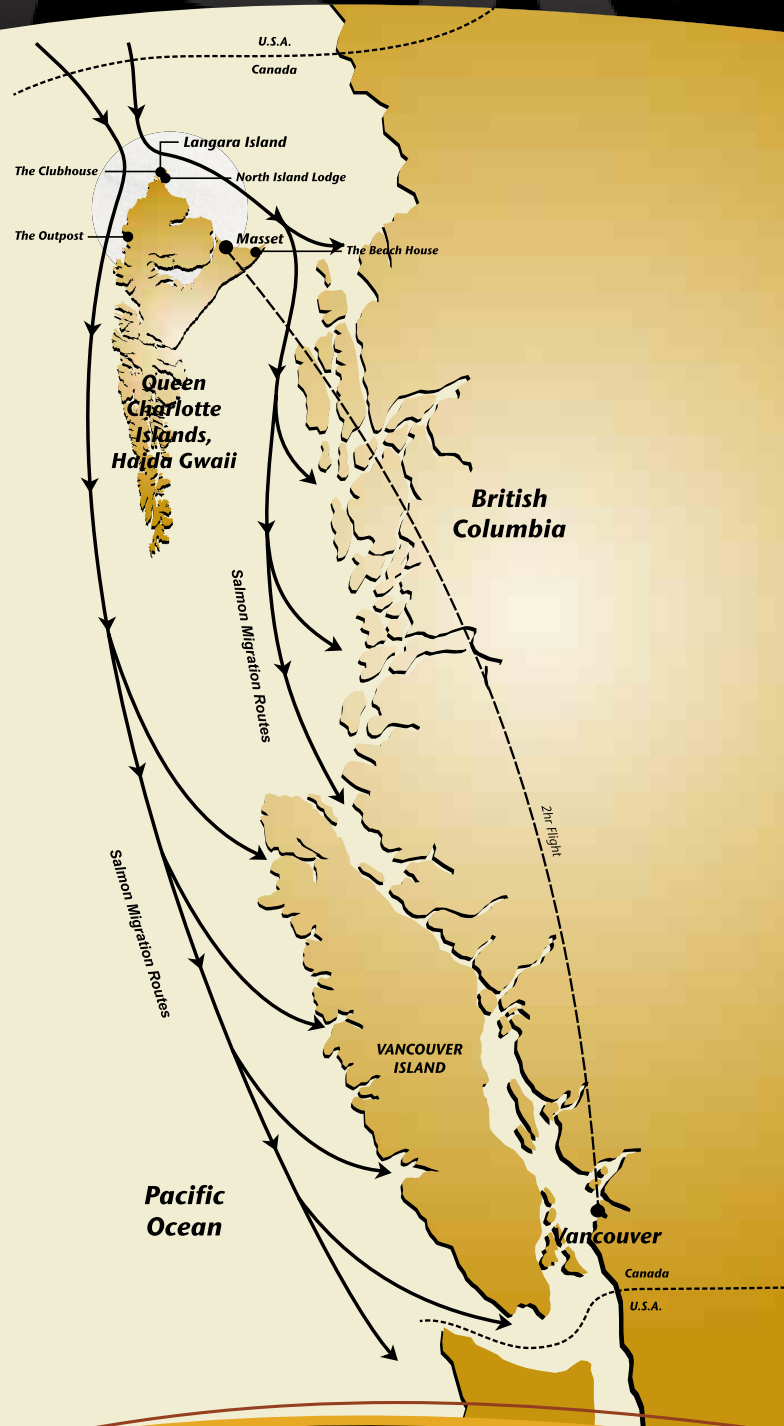 U.S.A.
Canada
Langara Island
The Clubhouse
North Island Lodge
The Outpost
Masset
The Beach House
Queen
Charlotte
Islands,
Haida Gwaii
British
Columbia
Salmon Migration Routes
2hr Flight
Salmon Migration Routes
VANCOUVER
ISLAND
Pacific
Ocean
Vancouver
Canada
U.S.A.